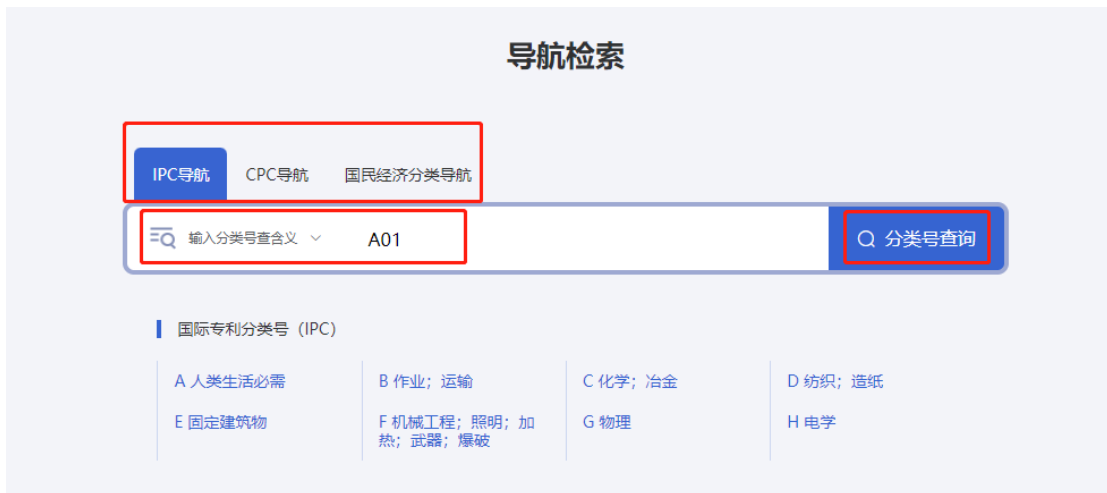 导航检索
IPC导航 CPC导航 国民经济分类导航
输入分类号查含义 A01 分类号查询
国际专利分类号（IPC）
A 人类生活必需 B 作业；运输 C 化学；冶金 D 纺织；造纸
E 固定建筑物 F 机械工程；照明；加 G 物理 H 电学
热；武器；爆破